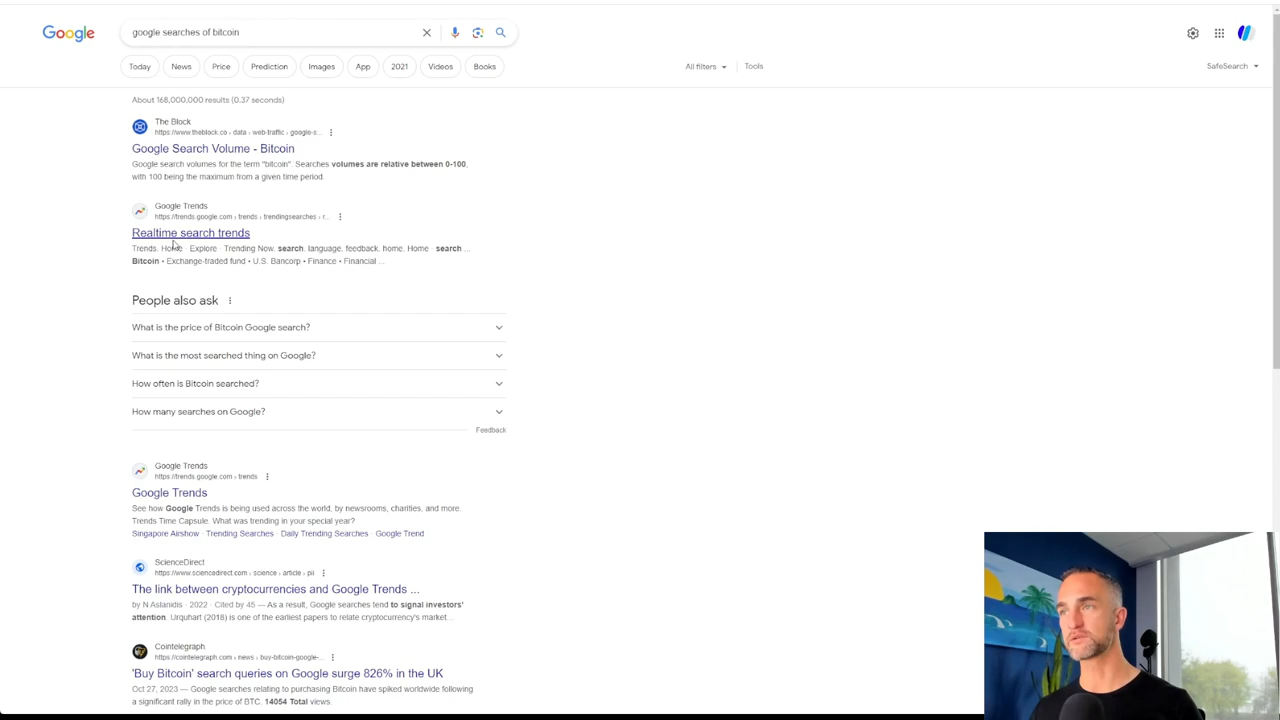 Google
google searches of bitcoin
Today
News
Price
Prediction
Images
App
2021
Videos
Books
All filters
Tools
SafeSearch
About 168,000,000 results (0.37 seconds)
The Block
https://www.theblock.co › data › web-traffic › google-s...
Google Search Volume - Bitcoin
Google search volumes for the term "bitcoin". Searches volumes are relative between 0-100,
with 100 being the maximum from a given time period.
Google Trends
https://trends.google.com › trends › trendingsearches › r...
Realtime search trends
Trends. Home · Explore · Trending Now. search. language. feedback. home. Home · search ...
Bitcoin • Exchange-traded fund • U.S. Bancorp • Finance • Financial ...
People also ask
What is the price of Bitcoin Google search?
What is the most searched thing on Google?
How often is Bitcoin searched?
How many searches on Google?
Feedback
Google Trends
https://trends.google.com › trends
Google Trends
See how Google Trends is being used across the world, by newsrooms, charities, and more.
Trends Time Capsule. What was trending in your special year?
Singapore Airshow · Trending Searches · Daily Trending Searches · Google Trend
ScienceDirect
https://www.sciencedirect.com › science › article › pii
The link between cryptocurrencies and Google Trends ...
by N Aslanidis · 2022 · Cited by 45 — As a result, Google searches tend to signal investors'
attention. Urquhart (2018) is one of the earliest papers to relate cryptocurrency's market...
Cointelegraph
https://cointelegraph.com › news › buy-bitcoin-google-...
'Buy Bitcoin' search queries on Google surge 826% in the UK
Oct 27, 2023 — Google searches relating to purchasing Bitcoin have spiked worldwide following
a significant rally in the price of BTC. 14054 Total views.